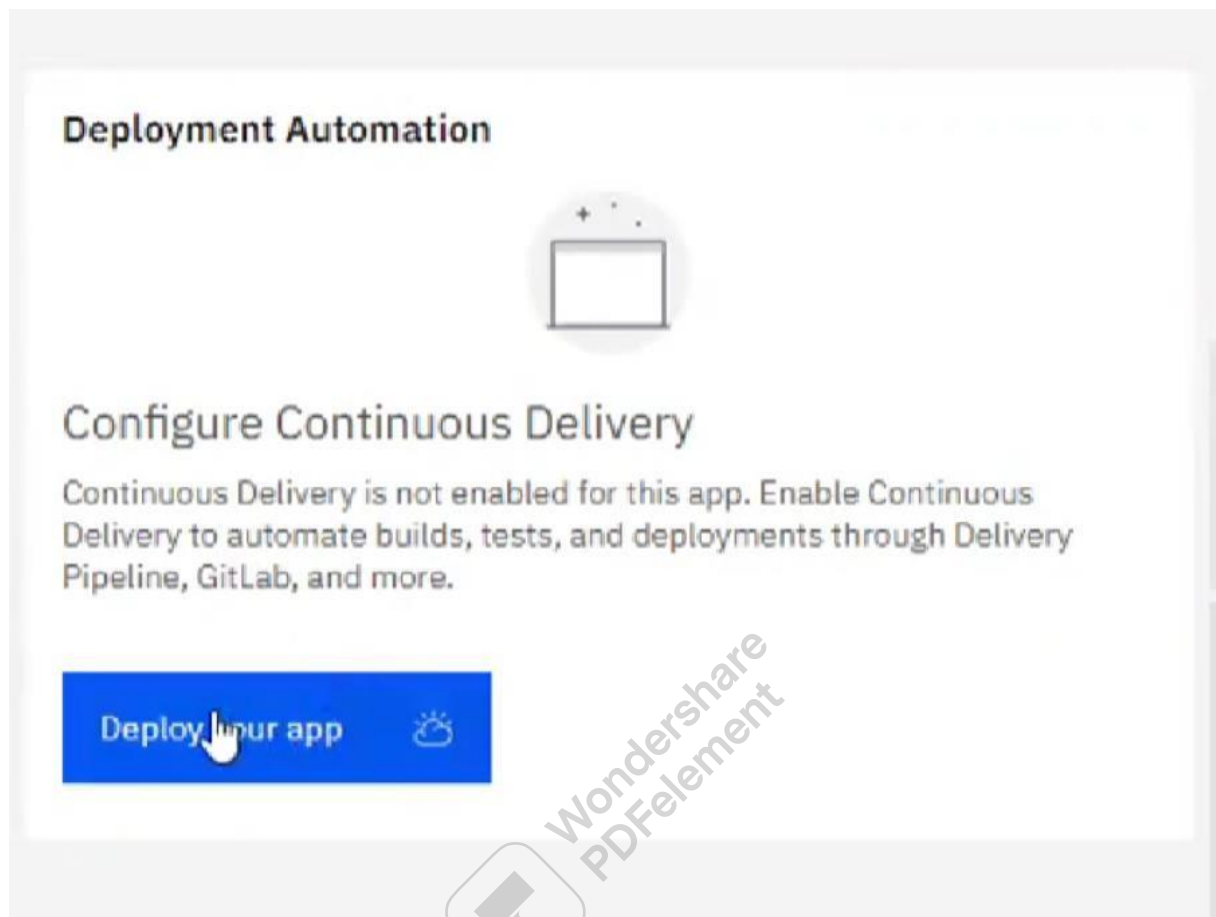 Deployment Automation
Configure Continuous Delivery
Continuous Delivery is not enabled for this app. Enable Continuous
Delivery to automate builds, tests, and deployments through Delivery
Pipeline, GitLab, and more.
Deploy your app
Wondershare
PDFelement